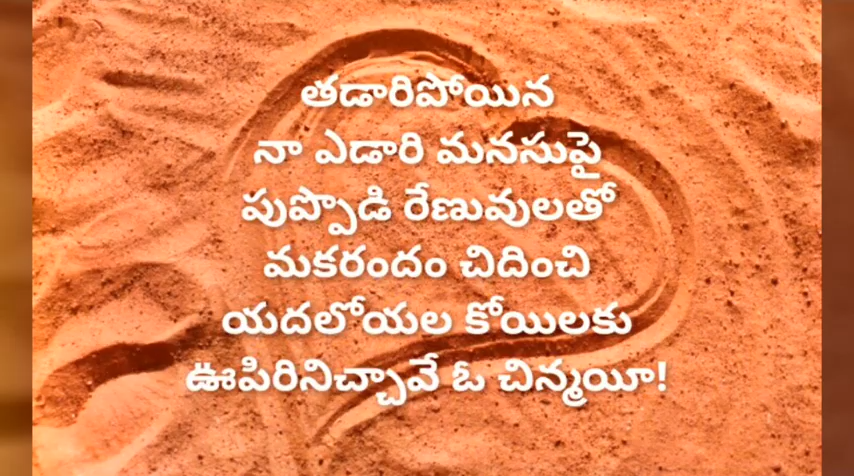 తడారిపోయిన
నా ఎడారి మనసుపై
పుప్పొడి రేణువులతో
మకరందం చిదించి
యదలోయల కోయిలకు
ఊపిరినిచ్చావే ఓ చిన్మయీ!